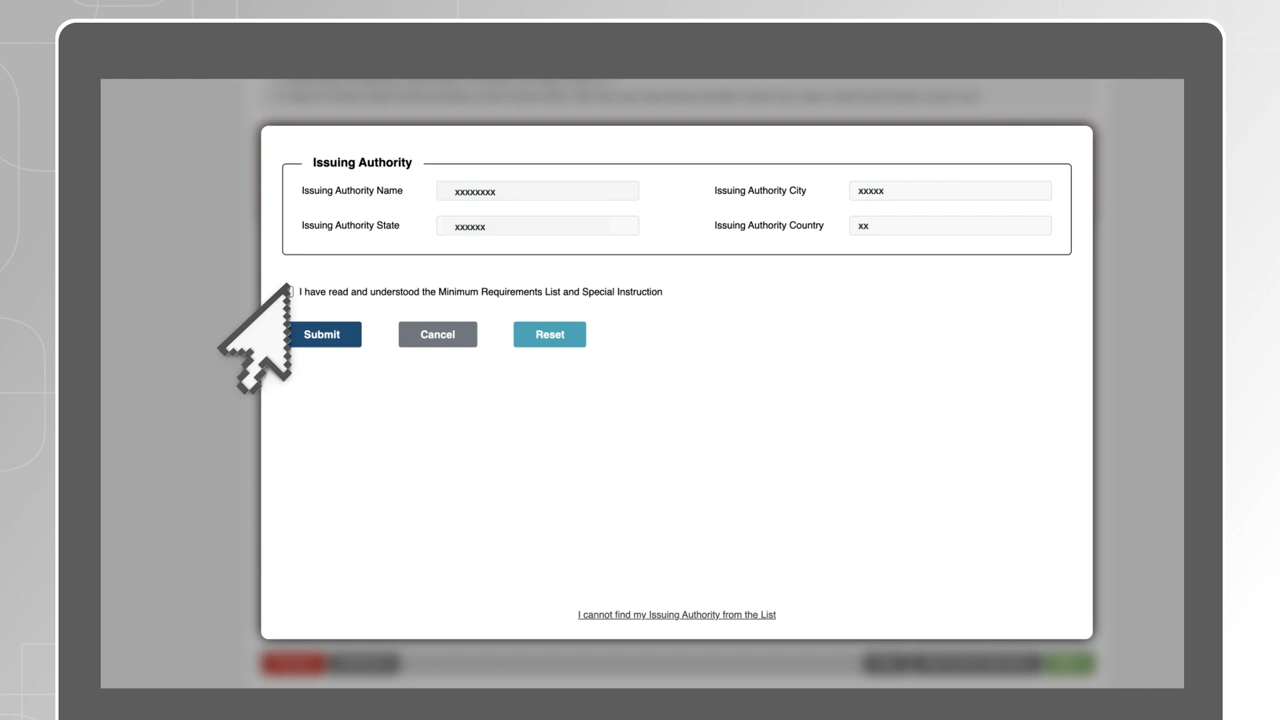 Issuing Authority
Issuing Authority Name xxxxxxxx Issuing Authority City xxxxx
Issuing Authority State xxxxxx Issuing Authority Country xx
I have read and understood the Minimum Requirements List and Special Instruction
Submit Cancel Reset
I cannot find my Issuing Authority from the List